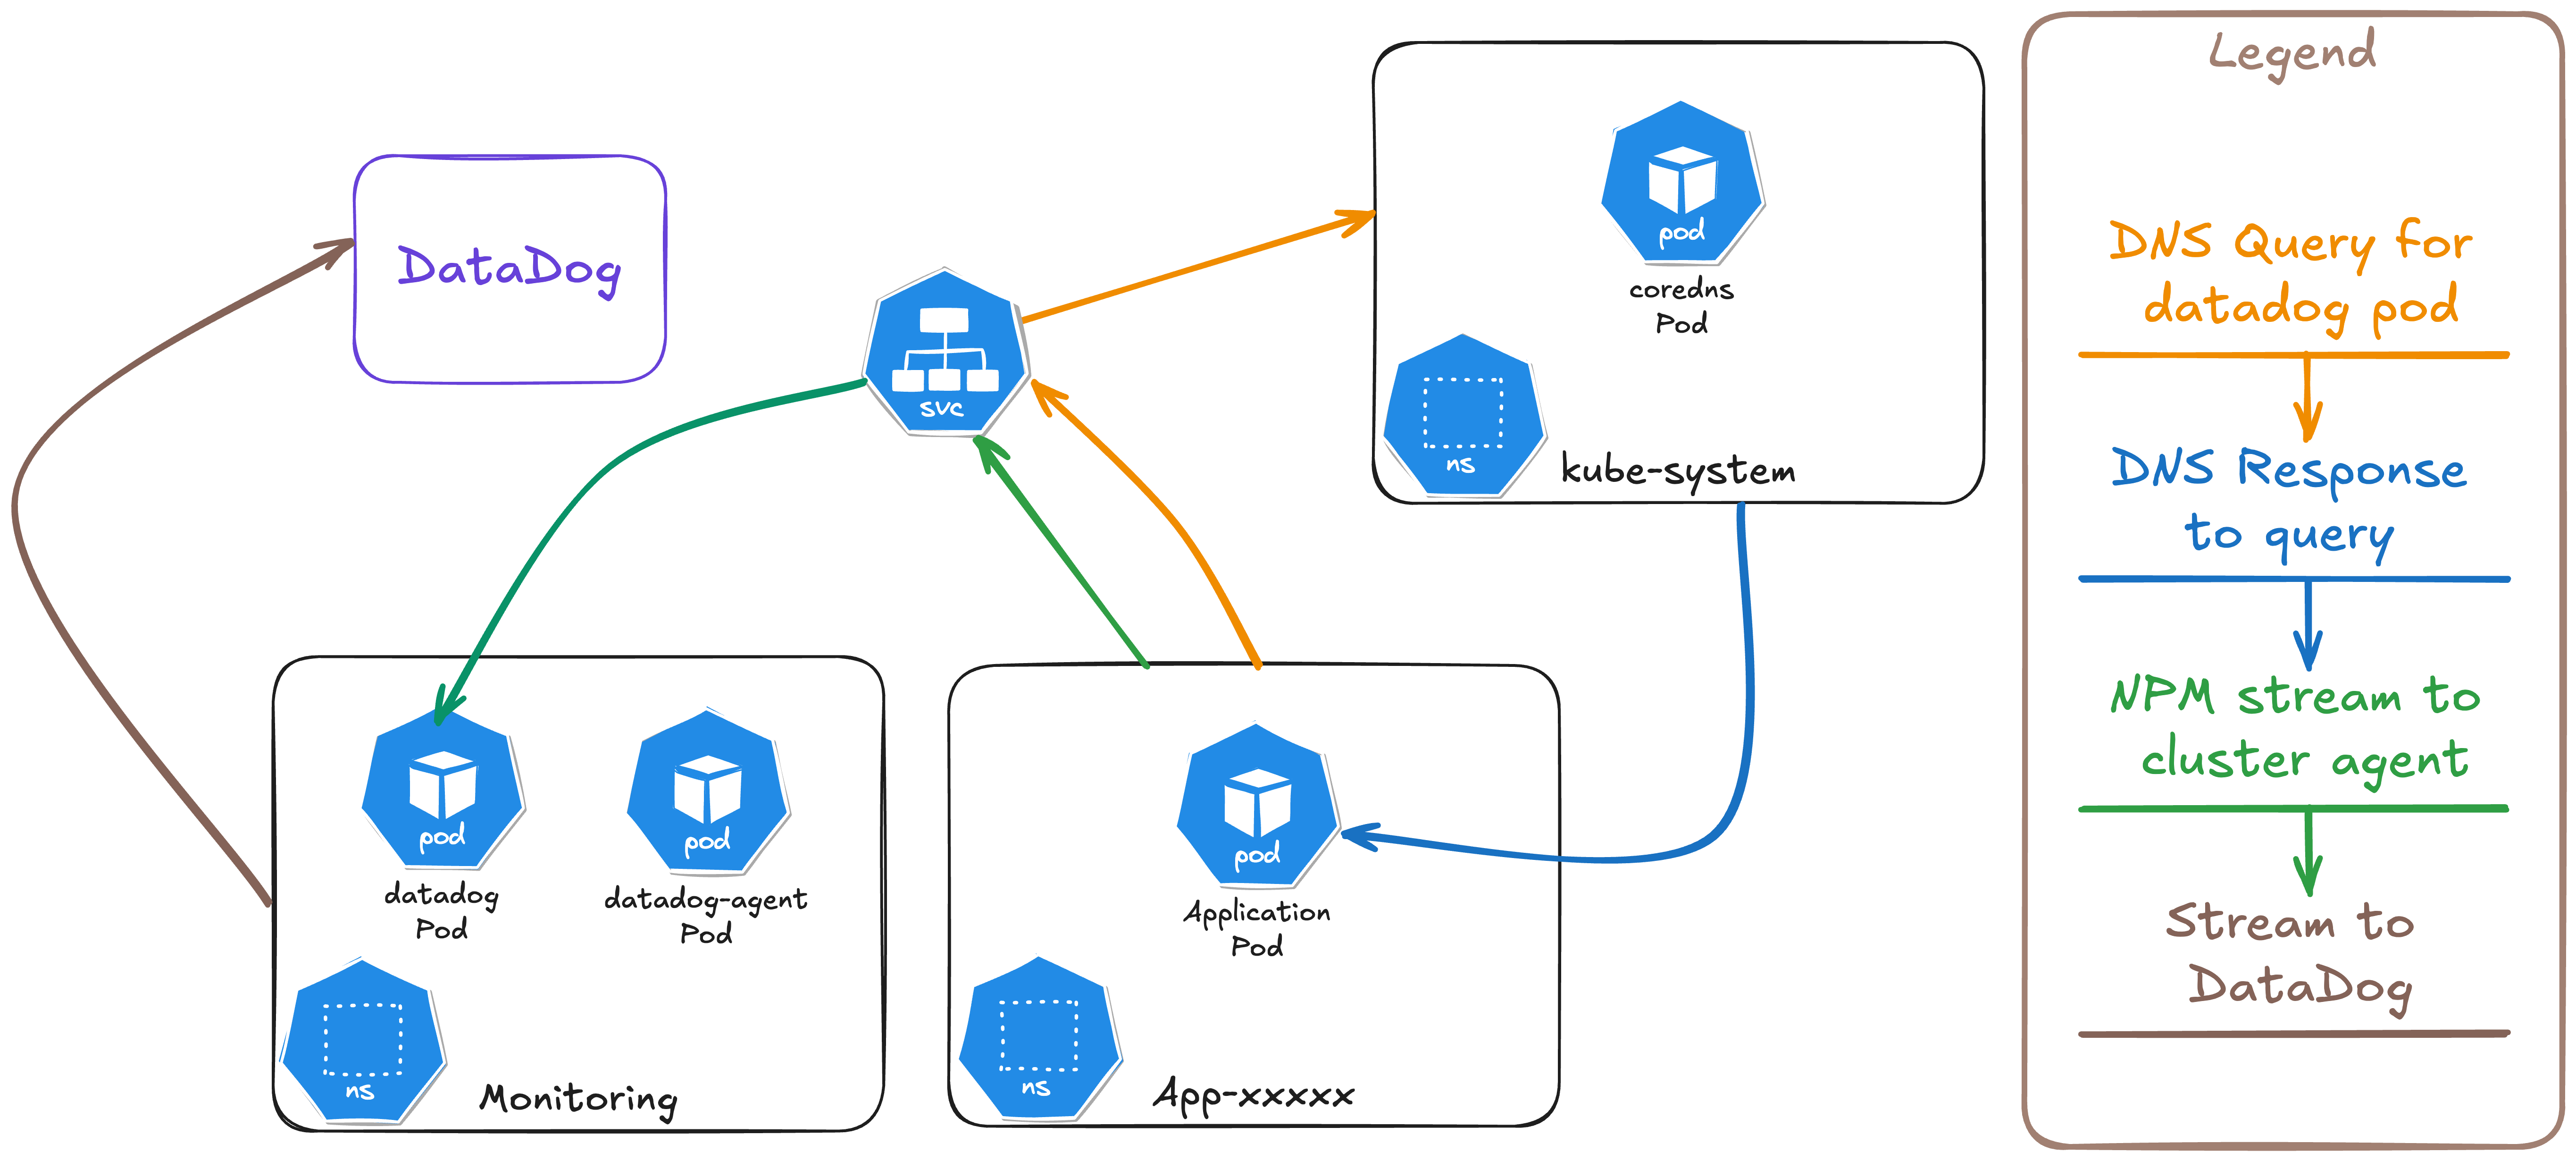 Legend
DNS Query for
datadog pod
DNS Response
to query
NPM stream to
cluster agent
Stream to
DataDog
DataDog
svc
pod
coredns
Pod
ns
kube-system
pod
datadog
Pod
pod
datadog-agent
Pod
ns
Monitoring
pod
Application
Pod
ns
App-xxxxx